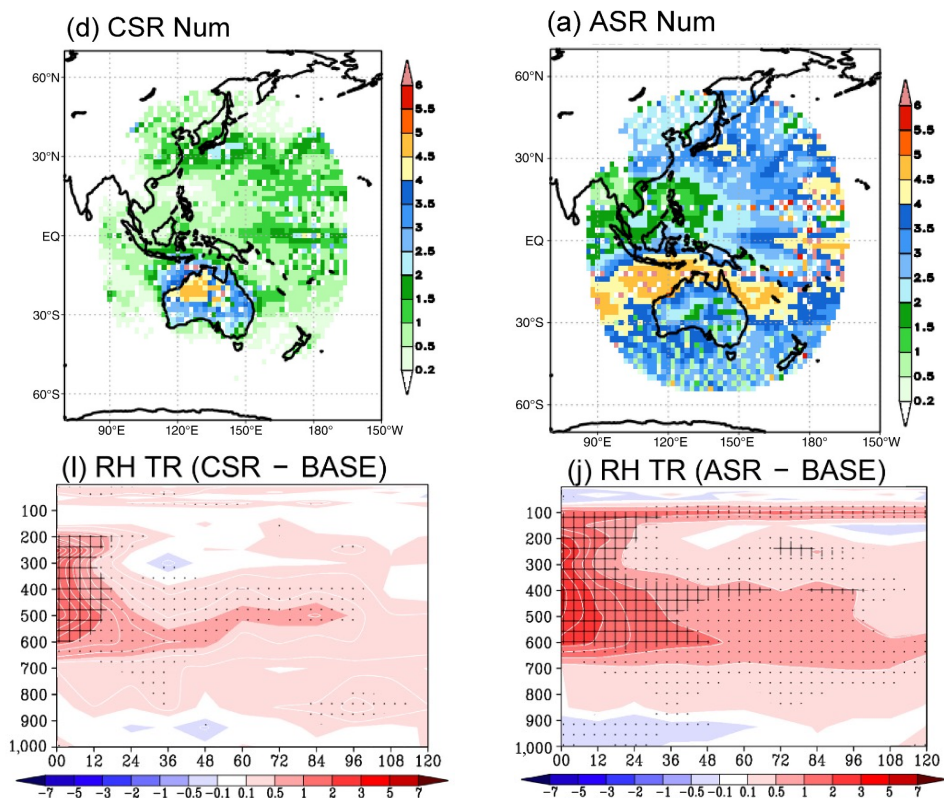 (d) CSR Num
(a) ASR Num
60°N
30°N
EQ
30°S
60°S
90°E 120°E 150°E 180° 150°W
6
5.5
5
4.5
4
3.5
3
2.5
2
1.5
1
0.5
0.2
60°N
30°N
EQ
30°S
60°S
90°E 120°E 150°E 180° 150°W
6
5.5
5
4.5
4
3.5
3
2.5
2
1.5
1
0.5
0.2
(l) RH TR (CSR – BASE)
(j) RH TR (ASR – BASE)
100
200
300
400
500
600
700
800
900
1,000
00 12 24 36 48 60 72 84 96 108 120
-7 -5 -3 -2 -1 -0.5 -0.1 0.1 0.5 1 2 3 5 7
100
200
300
400
500
600
700
800
900
1,000
00 12 24 36 48 60 72 84 96 108 120
-7 -5 -3 -2 -1 -0.5 -0.1 0.1 0.5 1 2 3 5 7